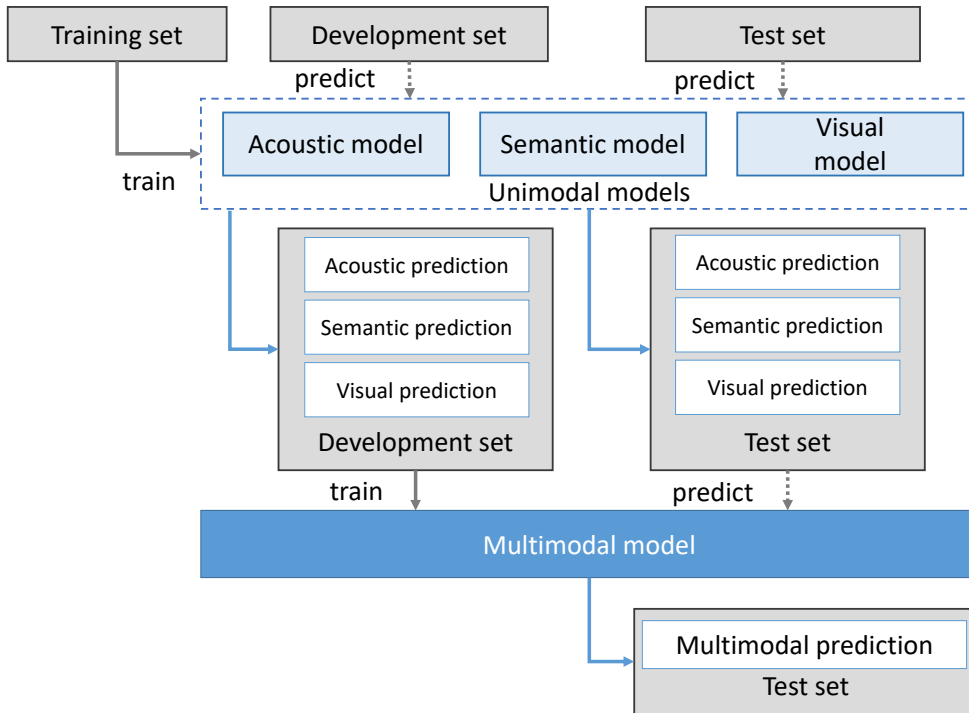 Training set
Development set
Test set
predict
predict
Acoustic model
Semantic model
Visual
model
train
Unimodal models
Acoustic prediction
Semantic prediction
Visual prediction
Development set
Acoustic prediction
Semantic prediction
Visual prediction
Test set
train
predict
Multimodal model
Multimodal prediction
Test set